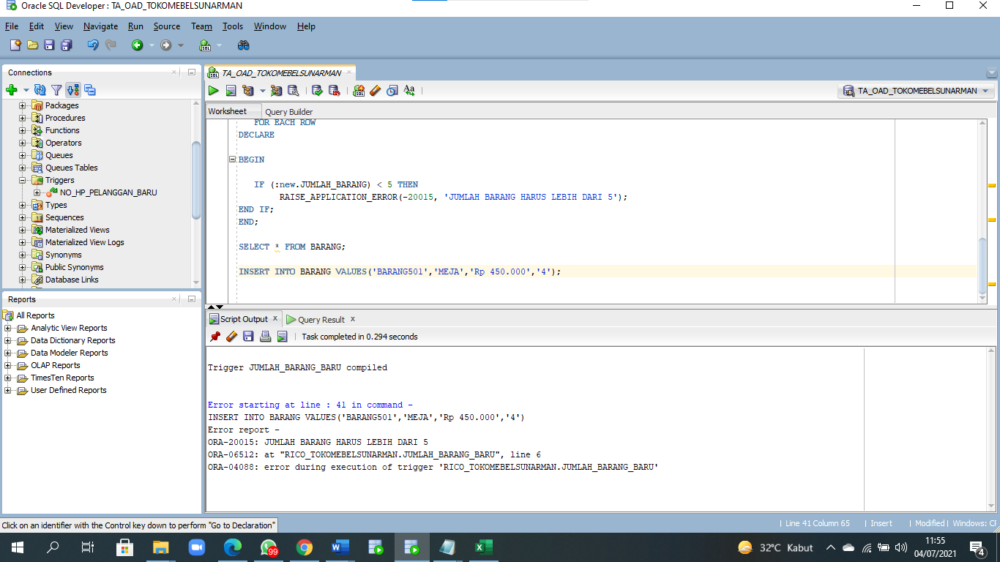 Oracle SQL Developer : TA_OAD_TOKOMEBELSUNARMAN
File Edit View Navigate Run Source Team Tools Window Help
Connections
Packages
Procedures
Functions
Operators
Queues
Queues Tables
Triggers
NO_HP_PELANGGAN_BARU
Types
Sequences
Materialized Views
Materialized View Logs
Synonyms
Public Synonyms
Database Links
Reports
All Reports
Analytic View Reports
Data Dictionary Reports
Data Modeler Reports
OLAP Reports
TimesTen Reports
User Defined Reports
TA_OAD_TOKOMEBELSUNARMAN
TA_OAD_TOKOMEBELSUNARMAN
Worksheet Query Builder
FOR EACH ROW
DECLARE
BEGIN
IF (:new.JUMLAH_BARANG) < 5 THEN
RAISE_APPLICATION_ERROR(-20015, 'JUMLAH BARANG HARUS LEBIH DARI 5');
END IF;
END;
SELECT * FROM BARANG;
INSERT INTO BARANG VALUES('BARANG501','MEJA','Rp 450.000','4');
Script Output x Query Result x
Task completed in 0.294 seconds
Trigger JUMLAH_BARANG_BARU compiled
Error starting at line : 41 in command -
INSERT INTO BARANG VALUES('BARANG501','MEJA','Rp 450.000','4')
Error report -
ORA-20015: JUMLAH BARANG HARUS LEBIH DARI 5
ORA-06512: at "RICO_TOKOMEBELSUNARMAN.JUMLAH_BARANG_BARU", line 6
ORA-04088: error during execution of trigger 'RICO_TOKOMEBELSUNARMAN.JUMLAH_BARANG_BARU'
Click on an identifier with the Control key down to perform "Go to Declaration"
| Line 41 Column 65 | Insert | Modified | Windows: CF
99
32°C Kabut
11:55
04/07/2021
4